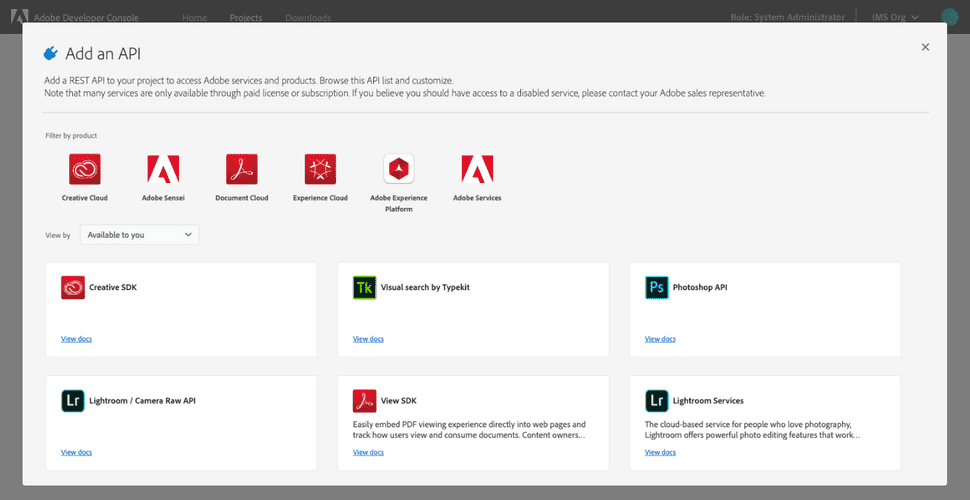 Adobe Developer Console Home Projects Downloads Role: System Administrator IMS Org
Add an API
Add a REST API to your project to access Adobe services and products. Browse this API list and customize.
Note that many services are only available through paid license or subscription. If you believe you should have access to a disabled service, please contact your Adobe sales representative.
Filter by product
Creative Cloud Adobe Sensei Document Cloud Experience Cloud Adobe Experience Platform Adobe Services
View by Available to you
Creative SDK
View docs
Tk Visual search by Typekit
View docs
Ps Photoshop API
View docs
Lr Lightroom / Camera Raw API
View docs
View SDK
Easily embed PDF viewing experience directly into web pages and
track how users view and consume documents. Content owners...
View docs
Lr Lightroom Services
The cloud-based service for people who love photography,
Lightroom offers powerful photo editing features that work...
View docs